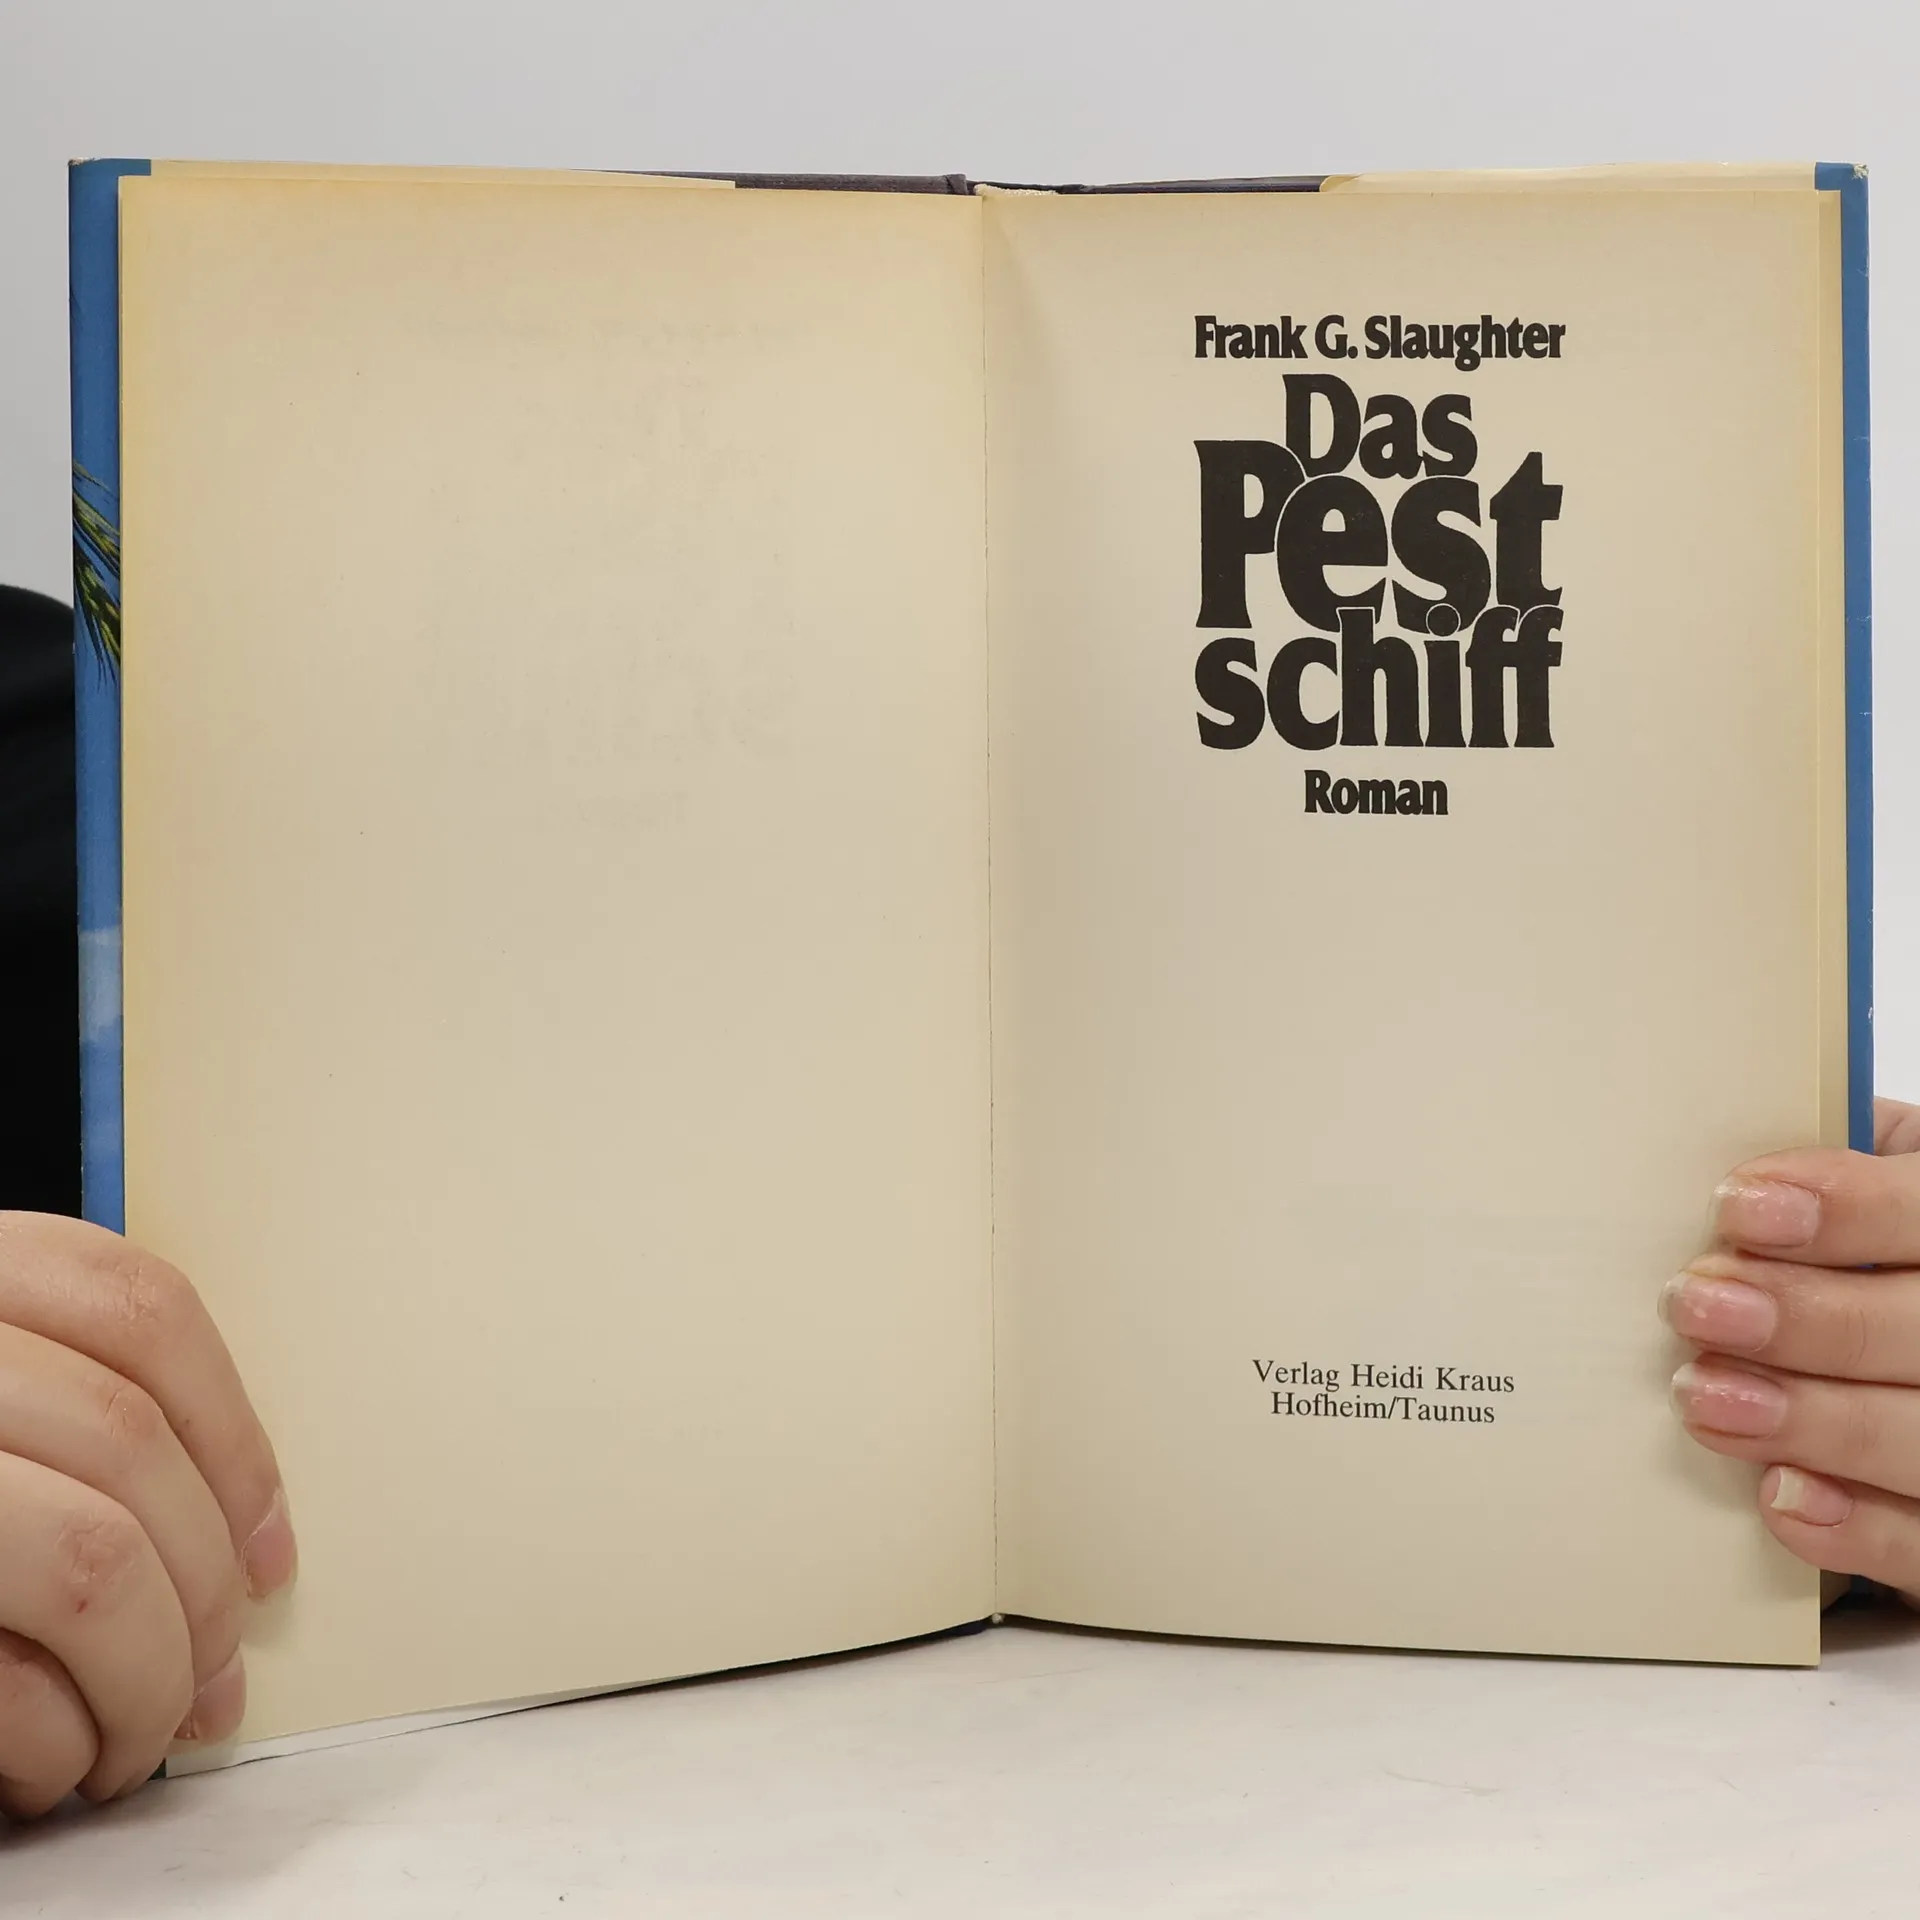 Frank G. Slaughter
Das
Pest
schiff
Roman
Verlag Heidi Kraus
Hofheim/Taunus